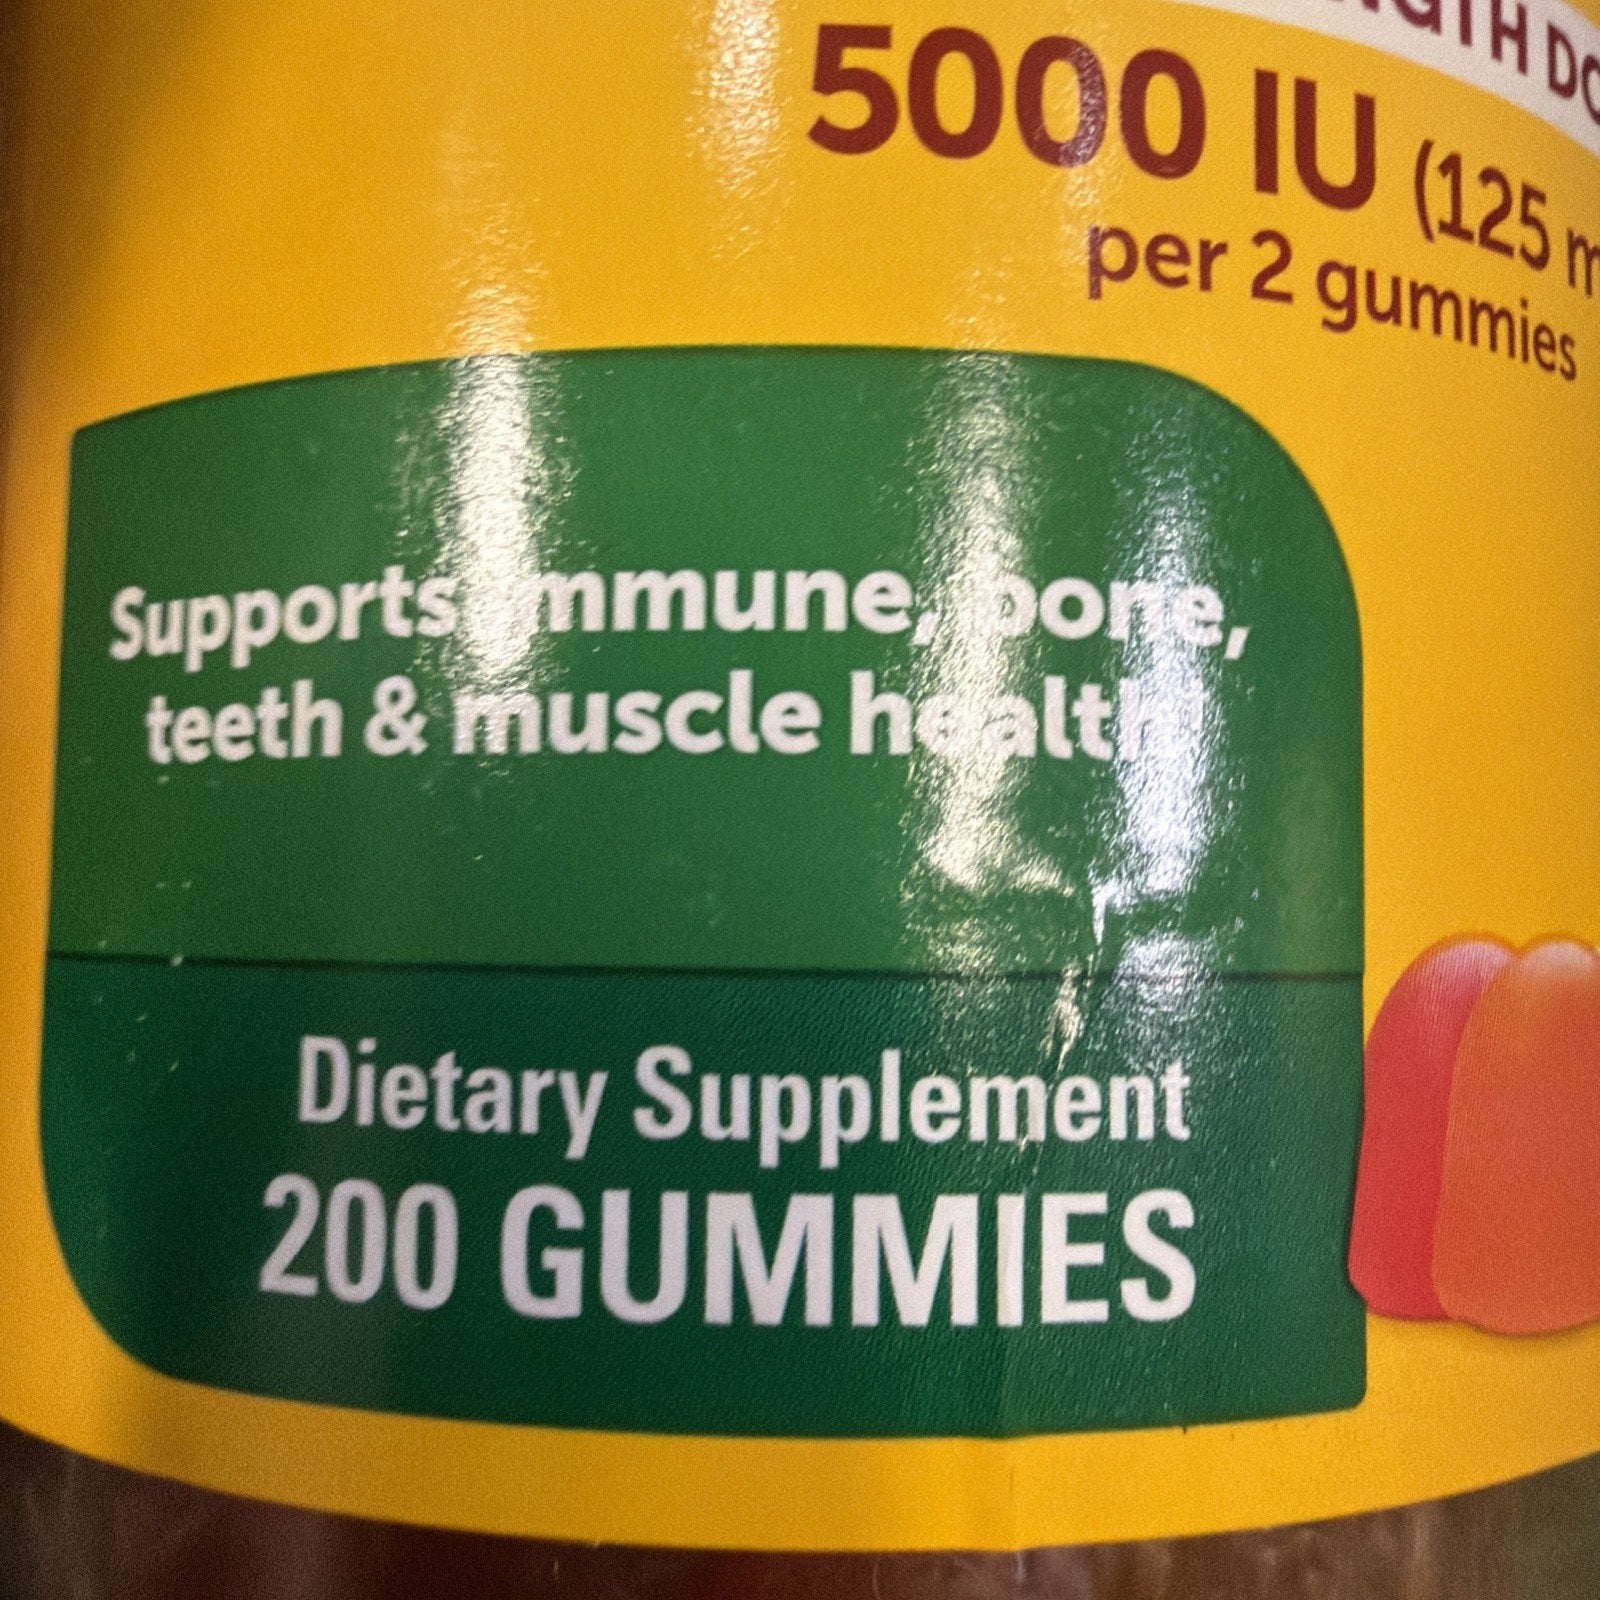 5000 IU (125 m
per 2 gummies
Supports immune, bone,
teeth & muscle health
Dietary Supplement
200 GUMMIES